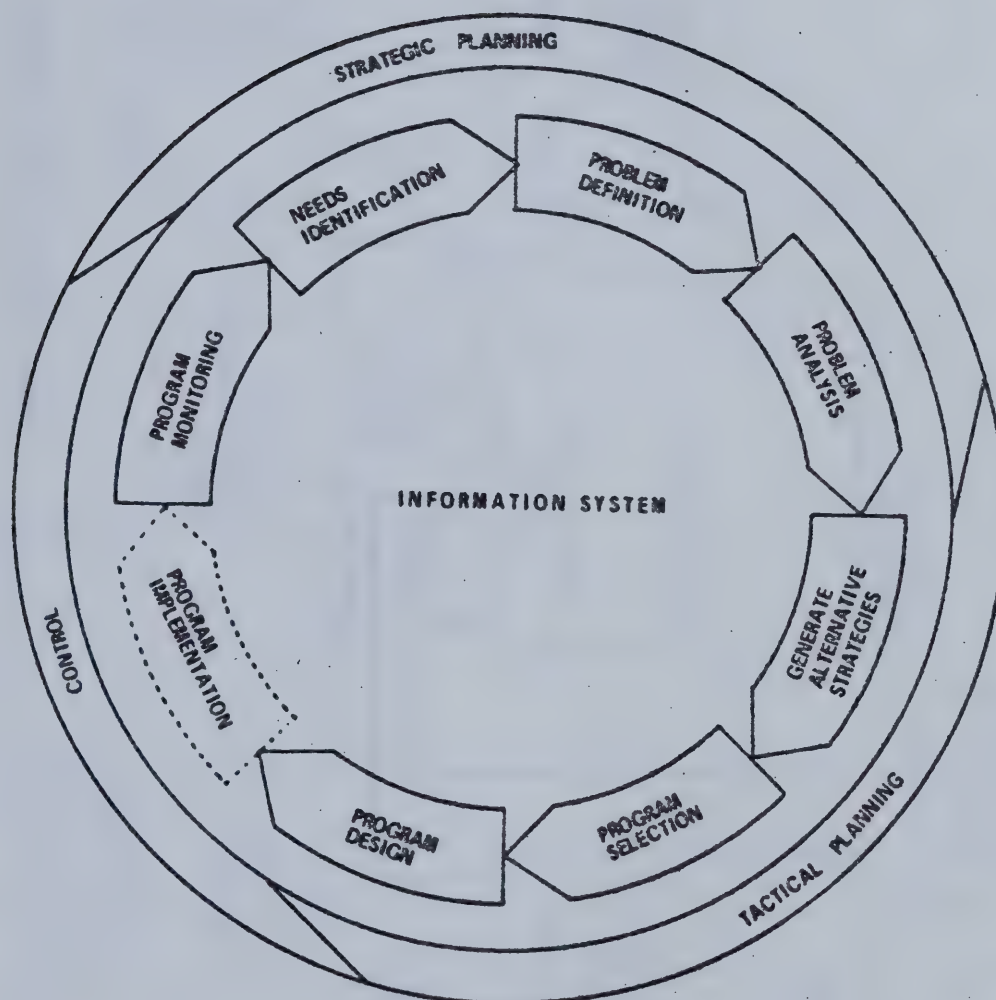 STRATEGIC PLANNING
NEEDS
IDENTIFICATION
PROBLEM
DEFINITION
PROBLEM
ANALYSIS
GENERATE
ALTERNATIVE
STRATEGIES
PROGRAM
SELECTION
PROGRAM
DESIGN
PROGRAM
IMPLEMENTATION
PROGRAM
MONITORING
INFORMATION SYSTEM
TACTICAL PLANNING
CONTROL